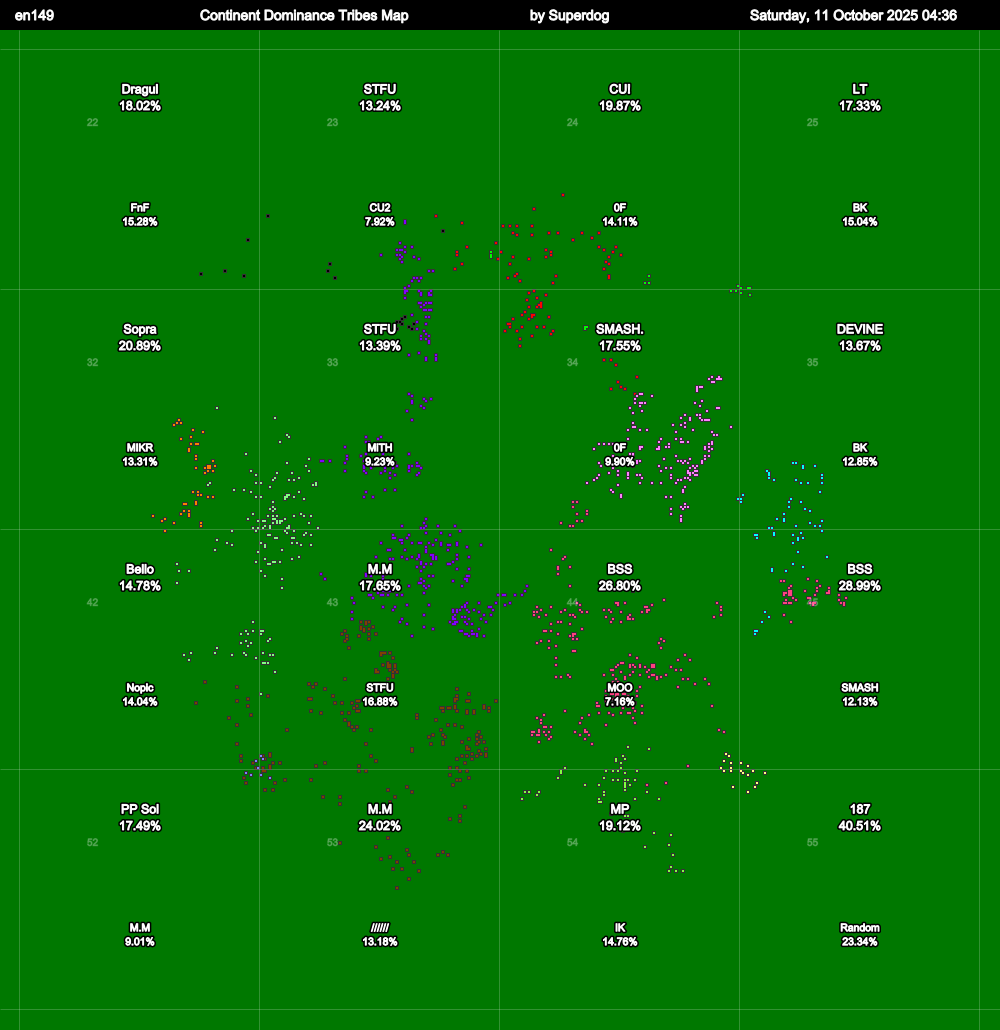 en149 Continent Dominance Tribes Map by Superdog Saturday, 11 October 2025 04:36
Dragul STFU CUI LT
18.02% 13.24% 19.87% 17.33%
22 23 24 25
FnF CU2 0F BK
15.28% 7.92% 14.11% 15.04%
Sopra STFU SMASH. DEVINE
20.89% 13.39% 17.55% 13.67%
32 33 34 35
MIKR MITH 0F BK
13.31% 9.23% 9.90% 12.85%
Bello M.M BSS BSS
14.78% 17.65% 26.80% 28.99%
42 43 44 45
Nopic STFU MOO SMASH
14.04% 16.88% 7.16% 12.13%
PP Sol M.M MP 187
17.49% 24.02% 19.12% 40.51%
52 53 54 55
M.M ////// IK Random
9.01% 13.18% 14.76% 23.34%